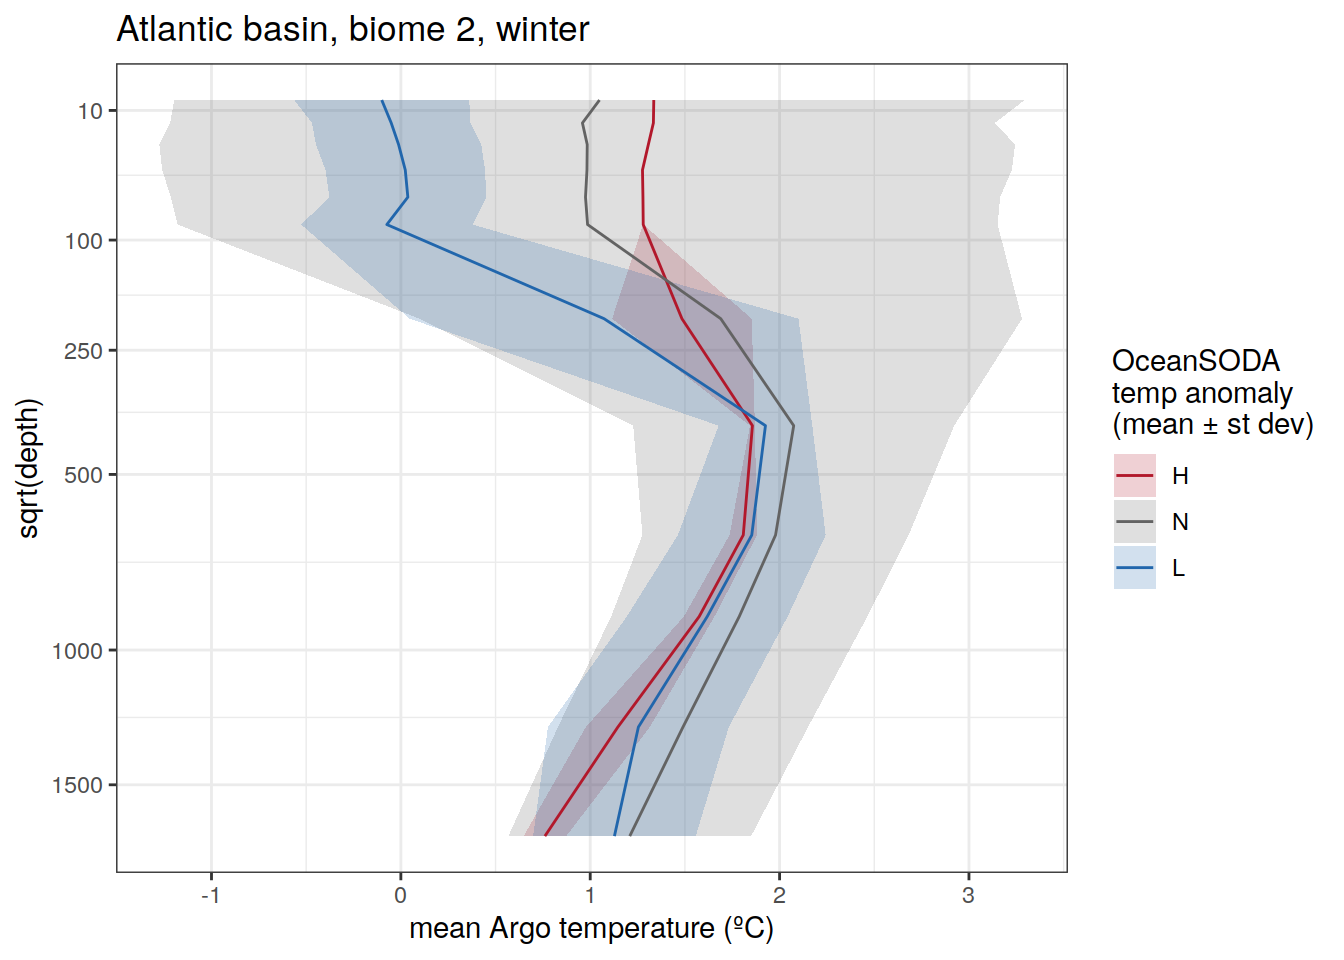 Atlantic basin, biome 2, winter
10
100
250
500
1000
1500
sqrt(depth)
-1
0
1
2
3
mean Argo temperature (ºC)
OceanSODA
temp anomaly
(mean ± st dev)
H
N
L